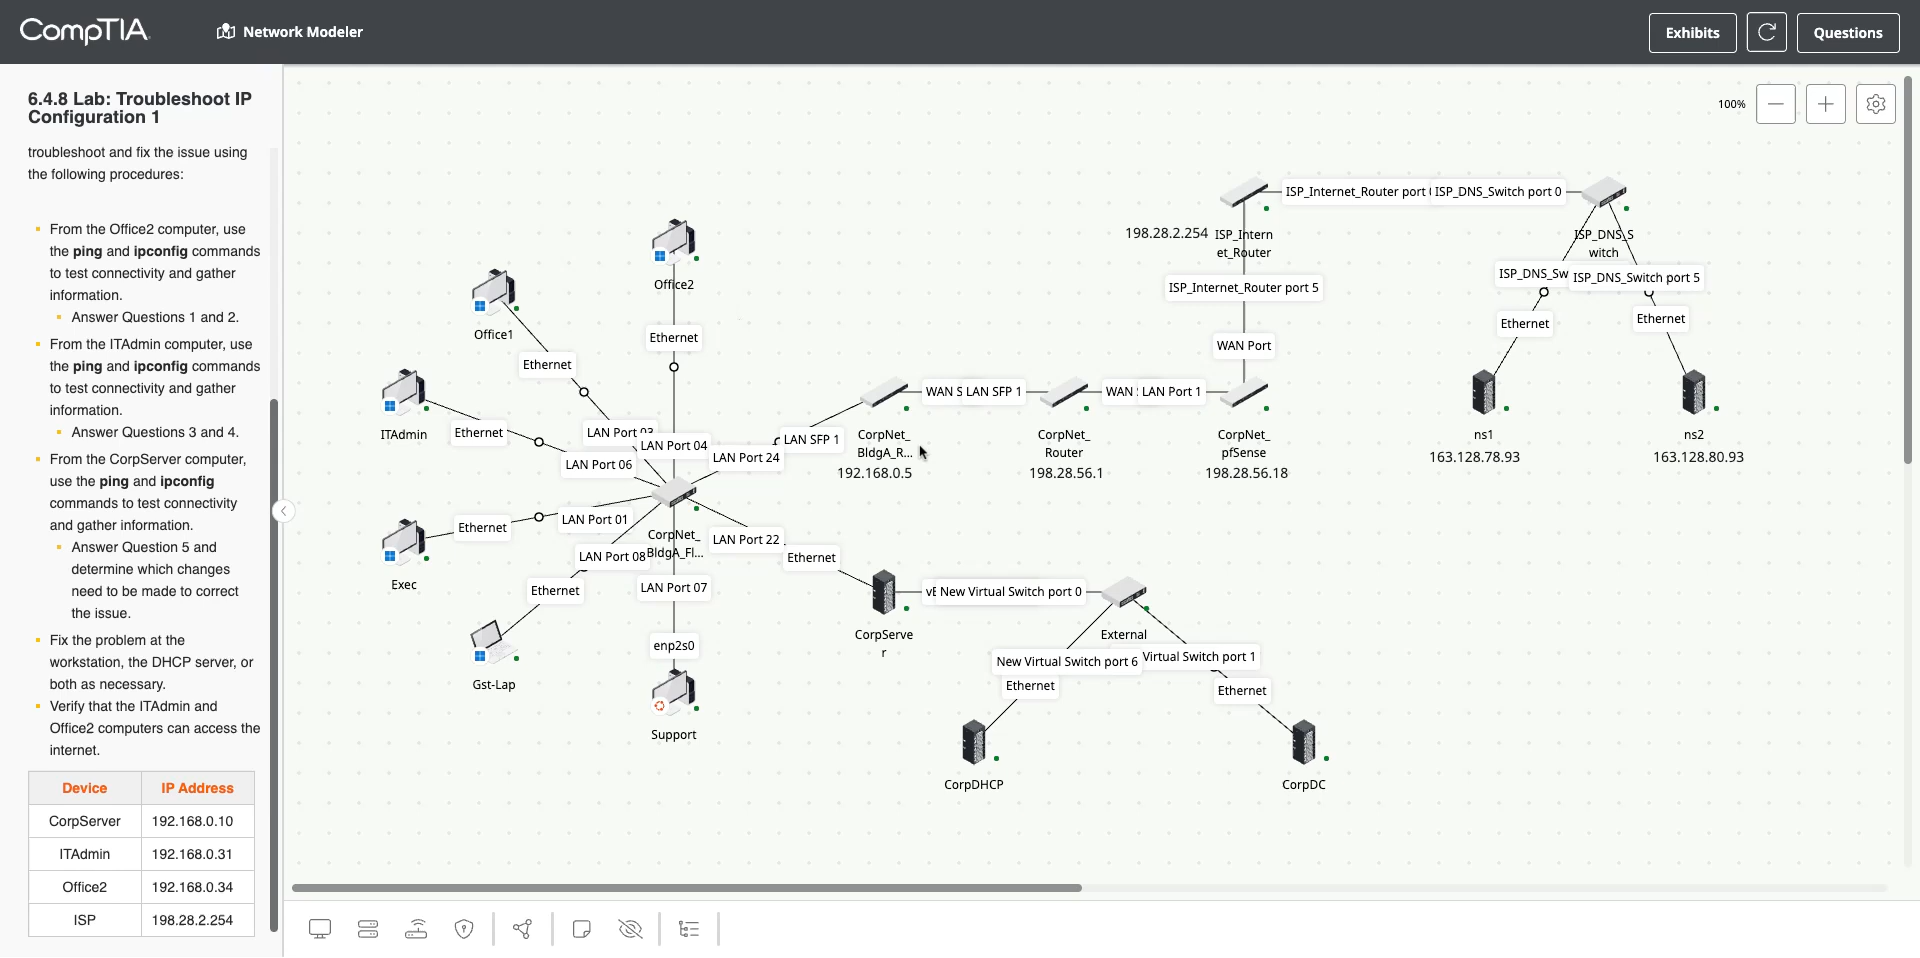 CompTIA
Network Modeler
Exhibits
Questions
6.4.8 Lab: Troubleshoot IP
Configuration 1
troubleshoot and fix the issue using
the following procedures:
From the Office2 computer, use
the ping and ipconfig commands
to test connectivity and gather
information.
Answer Questions 1 and 2.
From the ITAdmin computer, use
the ping and ipconfig commands
to test connectivity and gather
information.
Answer Questions 3 and 4.
From the CorpServer computer,
use the ping and ipconfig
commands to test connectivity
and gather information.
Answer Question 5 and
determine which changes
need to be made to correct
the issue.
Fix the problem at the
workstation, the DHCP server, or
both as necessary.
Verify that the ITAdmin and
Office2 computers can access the
internet.
Device IP Address
CorpServer 192.168.0.10
ITAdmin 192.168.0.31
Office2 192.168.0.34
ISP 198.28.2.254
100%
ISP_Internet_Router port
ISP_DNS_Switch port 0
198.28.2.254
ISP_Intern
et_Router
ISP_DNS_S
witch
ISP_Internet_Router port 5
ISP_DNS_Sw
ISP_DNS_Switch port 5
Ethernet
Ethernet
WAN Port
ns1
163.128.78.93
ns2
163.128.80.93
Office2
Ethernet
Office1
Ethernet
ITAdmin
Ethernet
LAN Port 03
LAN Port 04
LAN Port 06
LAN Port 24
LAN SFP 1
WAN S
LAN SFP 1
WAN
LAN Port 1
CorpNet_
BldgA_R...
192.168.0.5
CorpNet_
Router
198.28.56.1
CorpNet_
pfSense
198.28.56.18
Exec
Ethernet
LAN Port 01
CorpNet_
BldgA_Fl...
LAN Port 08
LAN Port 22
Ethernet
Gst-Lap
Ethernet
LAN Port 07
enp2s0
Support
CorpServe
r
vE
New Virtual Switch port 0
External
New Virtual Switch port 6
Virtual Switch port 1
Ethernet
Ethernet
CorpDHCP
CorpDC